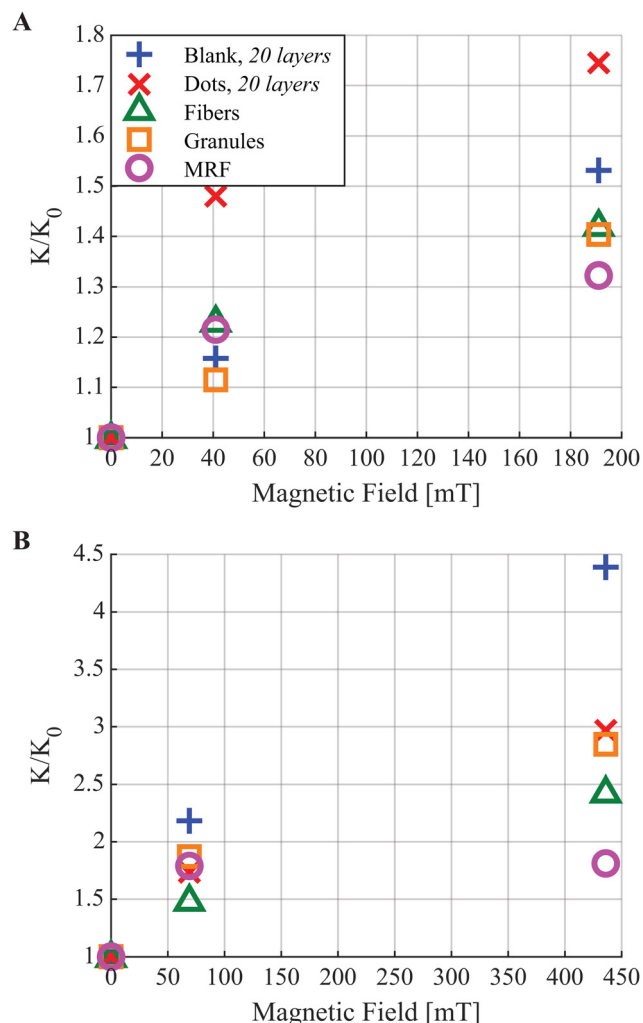 A
1.8
1.7
1.6
1.5
1.4
1.3
1.2
1.1
1
K/K0
Blank, 20 layers
Dots, 20 layers
Fibers
Granules
MRF
0 20 40 60 80 100 120 140 160 180 200
Magnetic Field [mT]
B
4.5
4
3.5
3
2.5
2
1.5
1
K/K0
0 50 100 150 200 250 300 350 400 450
Magnetic Field [mT]